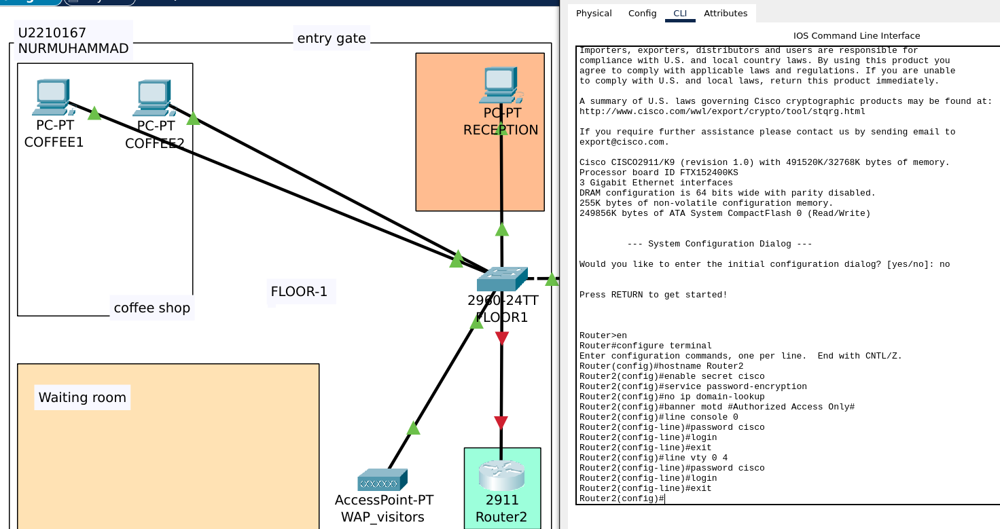 U2210167
NURMUHAMMAD
entry gate
PC-PT
COFFEE1
PC-PT
COFFEE2
PC-PT
RECEPTION
FLOOR-1
coffee shop
2960-24TT
FLOOR1
Waiting room
AccessPoint-PT
WAP_visitors
2911
Router2
Physical Config CLI Attributes
IOS Command Line Interface
Importers, exporters, distributors and users are responsible for
compliance with U.S. and local country laws. By using this product you
agree to comply with applicable laws and regulations. If you are unable
to comply with U.S. and local laws, return this product immediately.
A summary of U.S. laws governing Cisco cryptographic products may be found at:
http://www.cisco.com/wwl/export/crypto/tool/stqrg.html
If you require further assistance please contact us by sending email to
export@cisco.com.
Cisco CISCO2911/K9 (revision 1.0) with 491520K/32768K bytes of memory.
Processor board ID FTX152400KS
3 Gigabit Ethernet interfaces
DRAM configuration is 64 bits wide with parity disabled.
255K bytes of non-volatile configuration memory.
249856K bytes of ATA System CompactFlash 0 (Read/Write)
--- System Configuration Dialog ---
Would you like to enter the initial configuration dialog? [yes/no]: no
Press RETURN to get started!
Router>en
Router#configure terminal
Enter configuration commands, one per line.  End with CNTL/Z.
Router(config)#hostname Router2
Router2(config)#enable secret cisco
Router2(config)#service password-encryption
Router2(config)#no ip domain-lookup
Router2(config)#banner motd #Authorized Access Only#
Router2(config)#line console 0
Router2(config-line)#password cisco
Router2(config-line)#login
Router2(config-line)#exit
Router2(config)#line vty 0 4
Router2(config-line)#password cisco
Router2(config-line)#login
Router2(config-line)#exit
Router2(config)#